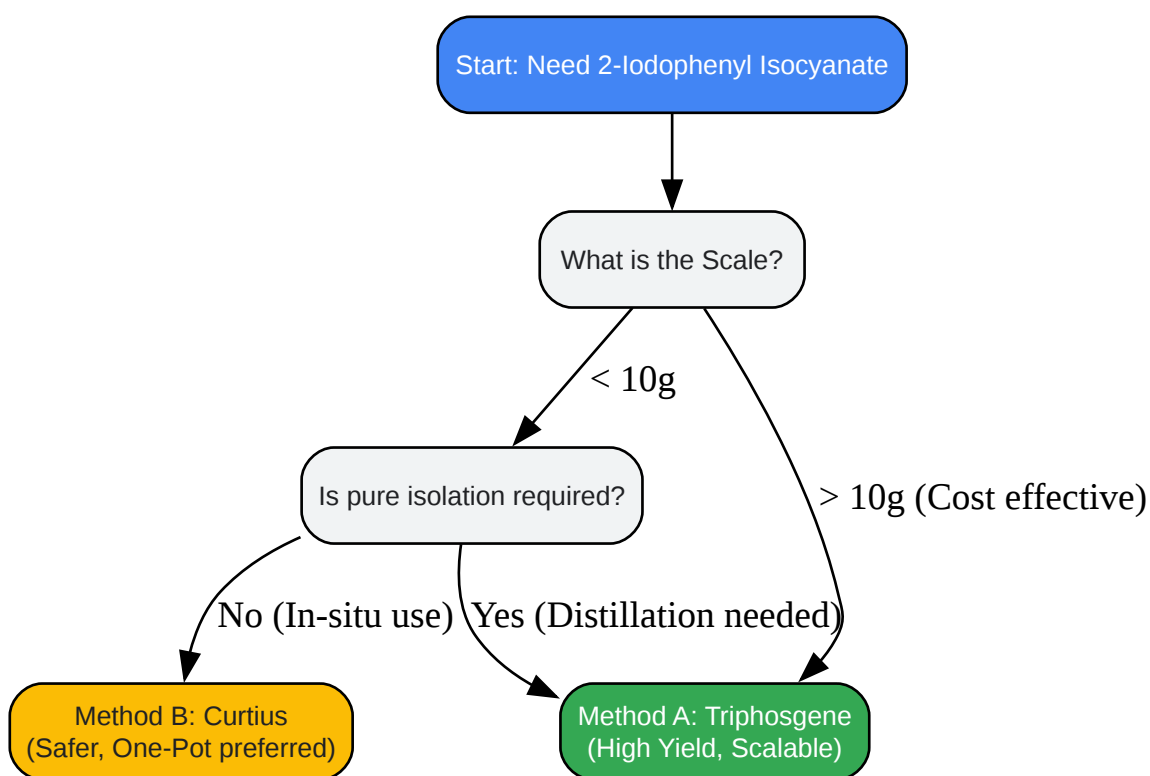 Start: Need 2-Iodophenyl Isocyanate
What is the Scale?
< 10g
Is pure isolation required?
> 10g (Cost effective)
No (In-situ use)
Yes (Distillation needed)
Method B: Curtius
(Safer, One-Pot preferred)
Method A: Triphosgene
(High Yield, Scalable)